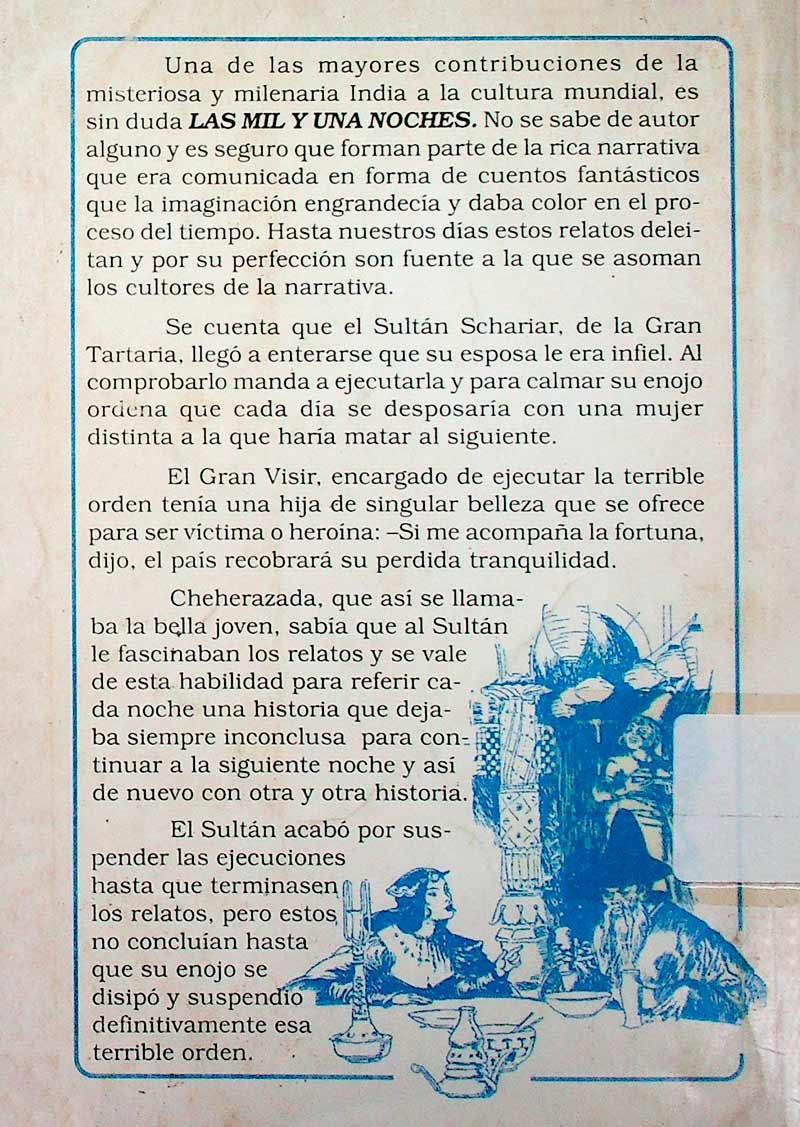 Una de las mayores contribuciones de la
misteriosa y milenaria India a la cultura mundial, es
sin duda LAS MIL Y UNA NOCHES. No se sabe de autor
alguno y es seguro que forman parte de la rica narrativa
que era comunicada en forma de cuentos fantásticos
que la imaginación engrandecía y daba color en el pro-
ceso del tiempo. Hasta nuestros días estos relatos delei-
tan y por su perfección son fuente a la que se asoman
los cultores de la narrativa.
Se cuenta que el Sultán Schariar, de la Gran
Tartaria, llegó a enterarse que su esposa le era infiel. Al
comprobarlo manda a ejecutarla y para calmar su enojo
ordena que cada día se desposaría con una mujer
distinta a la que haría matar al siguiente.
El Gran Visir, encargado de ejecutar la terrible
orden tenía una hija de singular belleza que se ofrece
para ser víctima o heroína: –Si me acompaña la fortuna,
dijo, el país recobrará su perdida tranquilidad.
Cheherazada, que así se llama-
ba la bella joven, sabía que al Sultán
le fascinaban los relatos y se vale
de esta habilidad para referir ca-
da noche una historia que deja-
ba siempre inconclusa para con-
tinuar a la siguiente noche y así
de nuevo con otra y otra historia.
El Sultán acabó por sus-
pender las ejecuciones
hasta que terminasen
los relatos, pero estos
no concluían hasta
que su enojo se
disipó y suspendio
definitivamente esa
terrible orden.